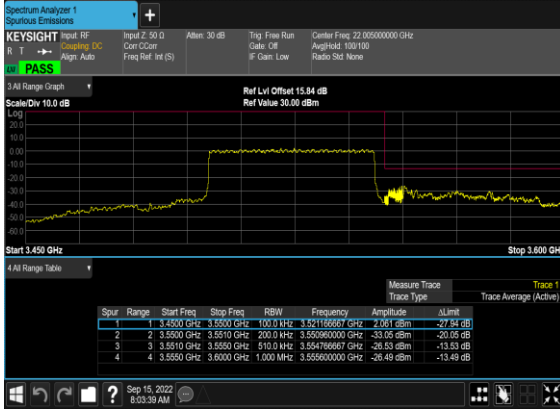 Spectrum Analyzer 1
Spurious Emissions
+
KEYSIGHT Input: RF Input Z: 50 Ω Atten: 30 dB Trig: Free Run Center Freq: 22.005000000 GHz
R T Coupling: DC Corr CCorr Gate: Off Avg|Hold: 100/100
Align: Auto Freq Ref: Int (S) IF Gain: Low Radio Std: None
PASS
3 All Range Graph
Ref Lvl Offset 15.84 dB
Scale/Div 10.0 dB Ref Value 30.00 dBm
Log
20.0
10.0
0.00
-10.0
-20.0
-30.0
-40.0
-50.0
-60.0
Start 3.450 GHz Stop 3.600 GH
4 All Range Table
Measure Trace Trace 1
Trace Type Trace Average (Active)
Spur Range Start Freq Stop Freq RBW Frequency Amplitude ΔLimit
1 1 3.4500 GHz 3.5500 GHz 100.0 kHz 3.521166667 GHz 2.061 dBm -27.94 dB
2 2 3.5500 GHz 3.5510 GHz 200.0 kHz 3.550960000 GHz -33.05 dBm -20.05 dB
3 3 3.5510 GHz 3.5550 GHz 510.0 kHz 3.554766667 GHz -26.53 dBm -13.53 dB
4 4 3.5550 GHz 3.6000 GHz 1.000 MHz 3.555600000 GHz -26.49 dBm -13.49 dB
?
Sep 15, 2022
8:03:39 AM